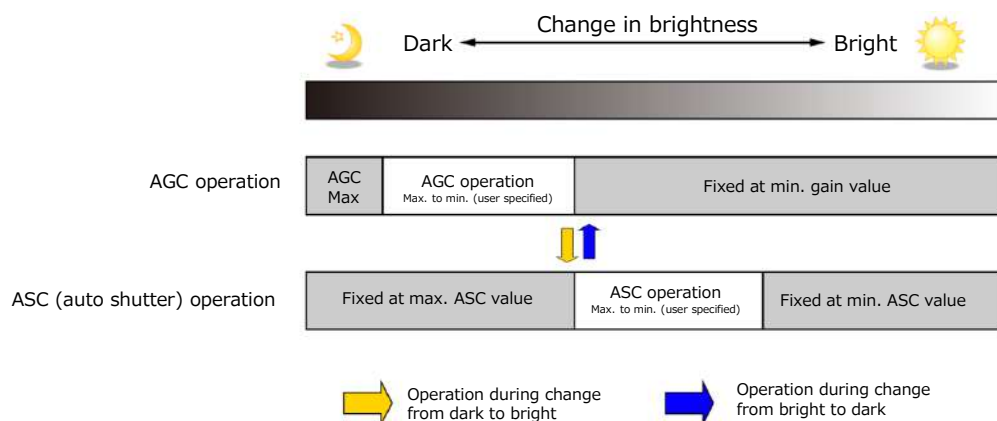 Change in brightness
Dark
Bright
AGC operation
AGC
Max
AGC operation
Max. to min. (user specified)
Fixed at min. gain value
ASC (auto shutter) operation
Fixed at max. ASC value
ASC operation
Max. to min. (user specified)
Fixed at min. ASC value
Operation during change
from dark to bright
Operation during change
from bright to dark